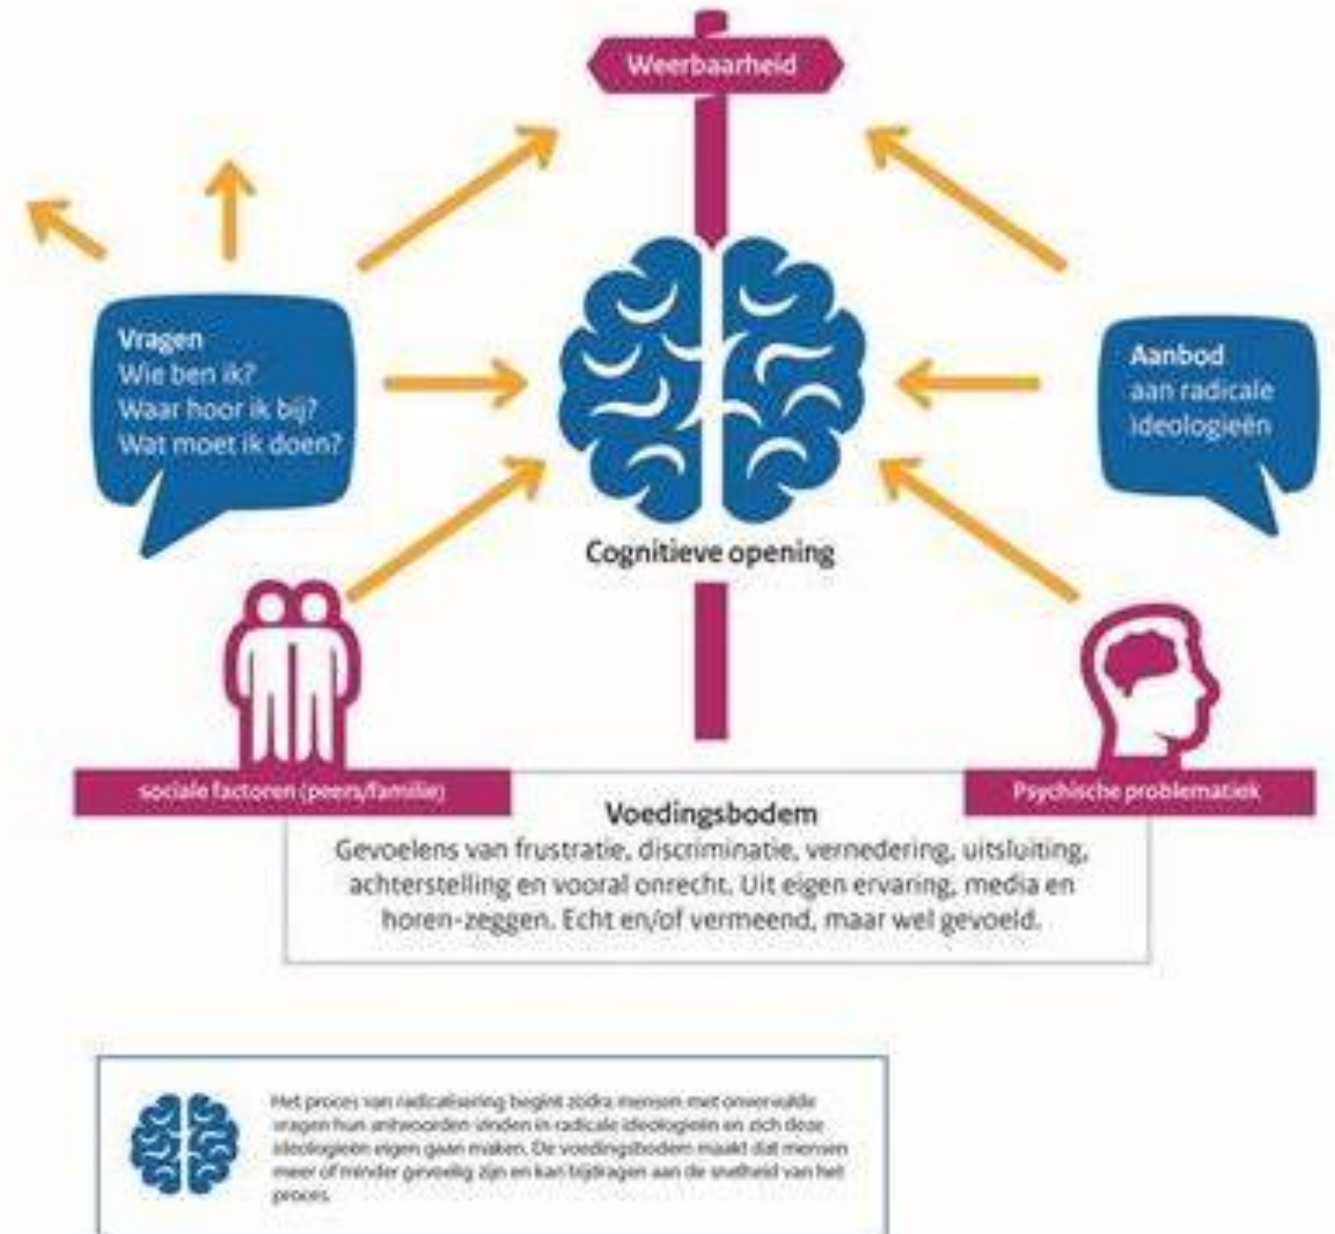 Weerbaarheid
Vragen
Wie ben ik?
Waar hoor ik bij?
Wat moet ik doen?
Aanbod
aan radicale
ideologieën
Cognitieve opening
sociale factoren (peers/familie)
Psychische problematiek
Voedingsbodem
Gevoelens van frustratie, discriminatie, vernedering, uitsluiting,
achterstelling en vooral onrecht. Uit eigen ervaring, media en
horen-zeggen. Echt en/of vermeend, maar wel gevoeld.
Het proces van radicalisering begint zodra mensen met onvervulde
vragen hun antwoorden vinden in radicale ideologieën en zich deze
ideologieën eigen gaan maken. De voedingsbodem maakt dat mensen
meer of minder gevoelig zijn en kan bijdragen aan de snelheid van het
proces.